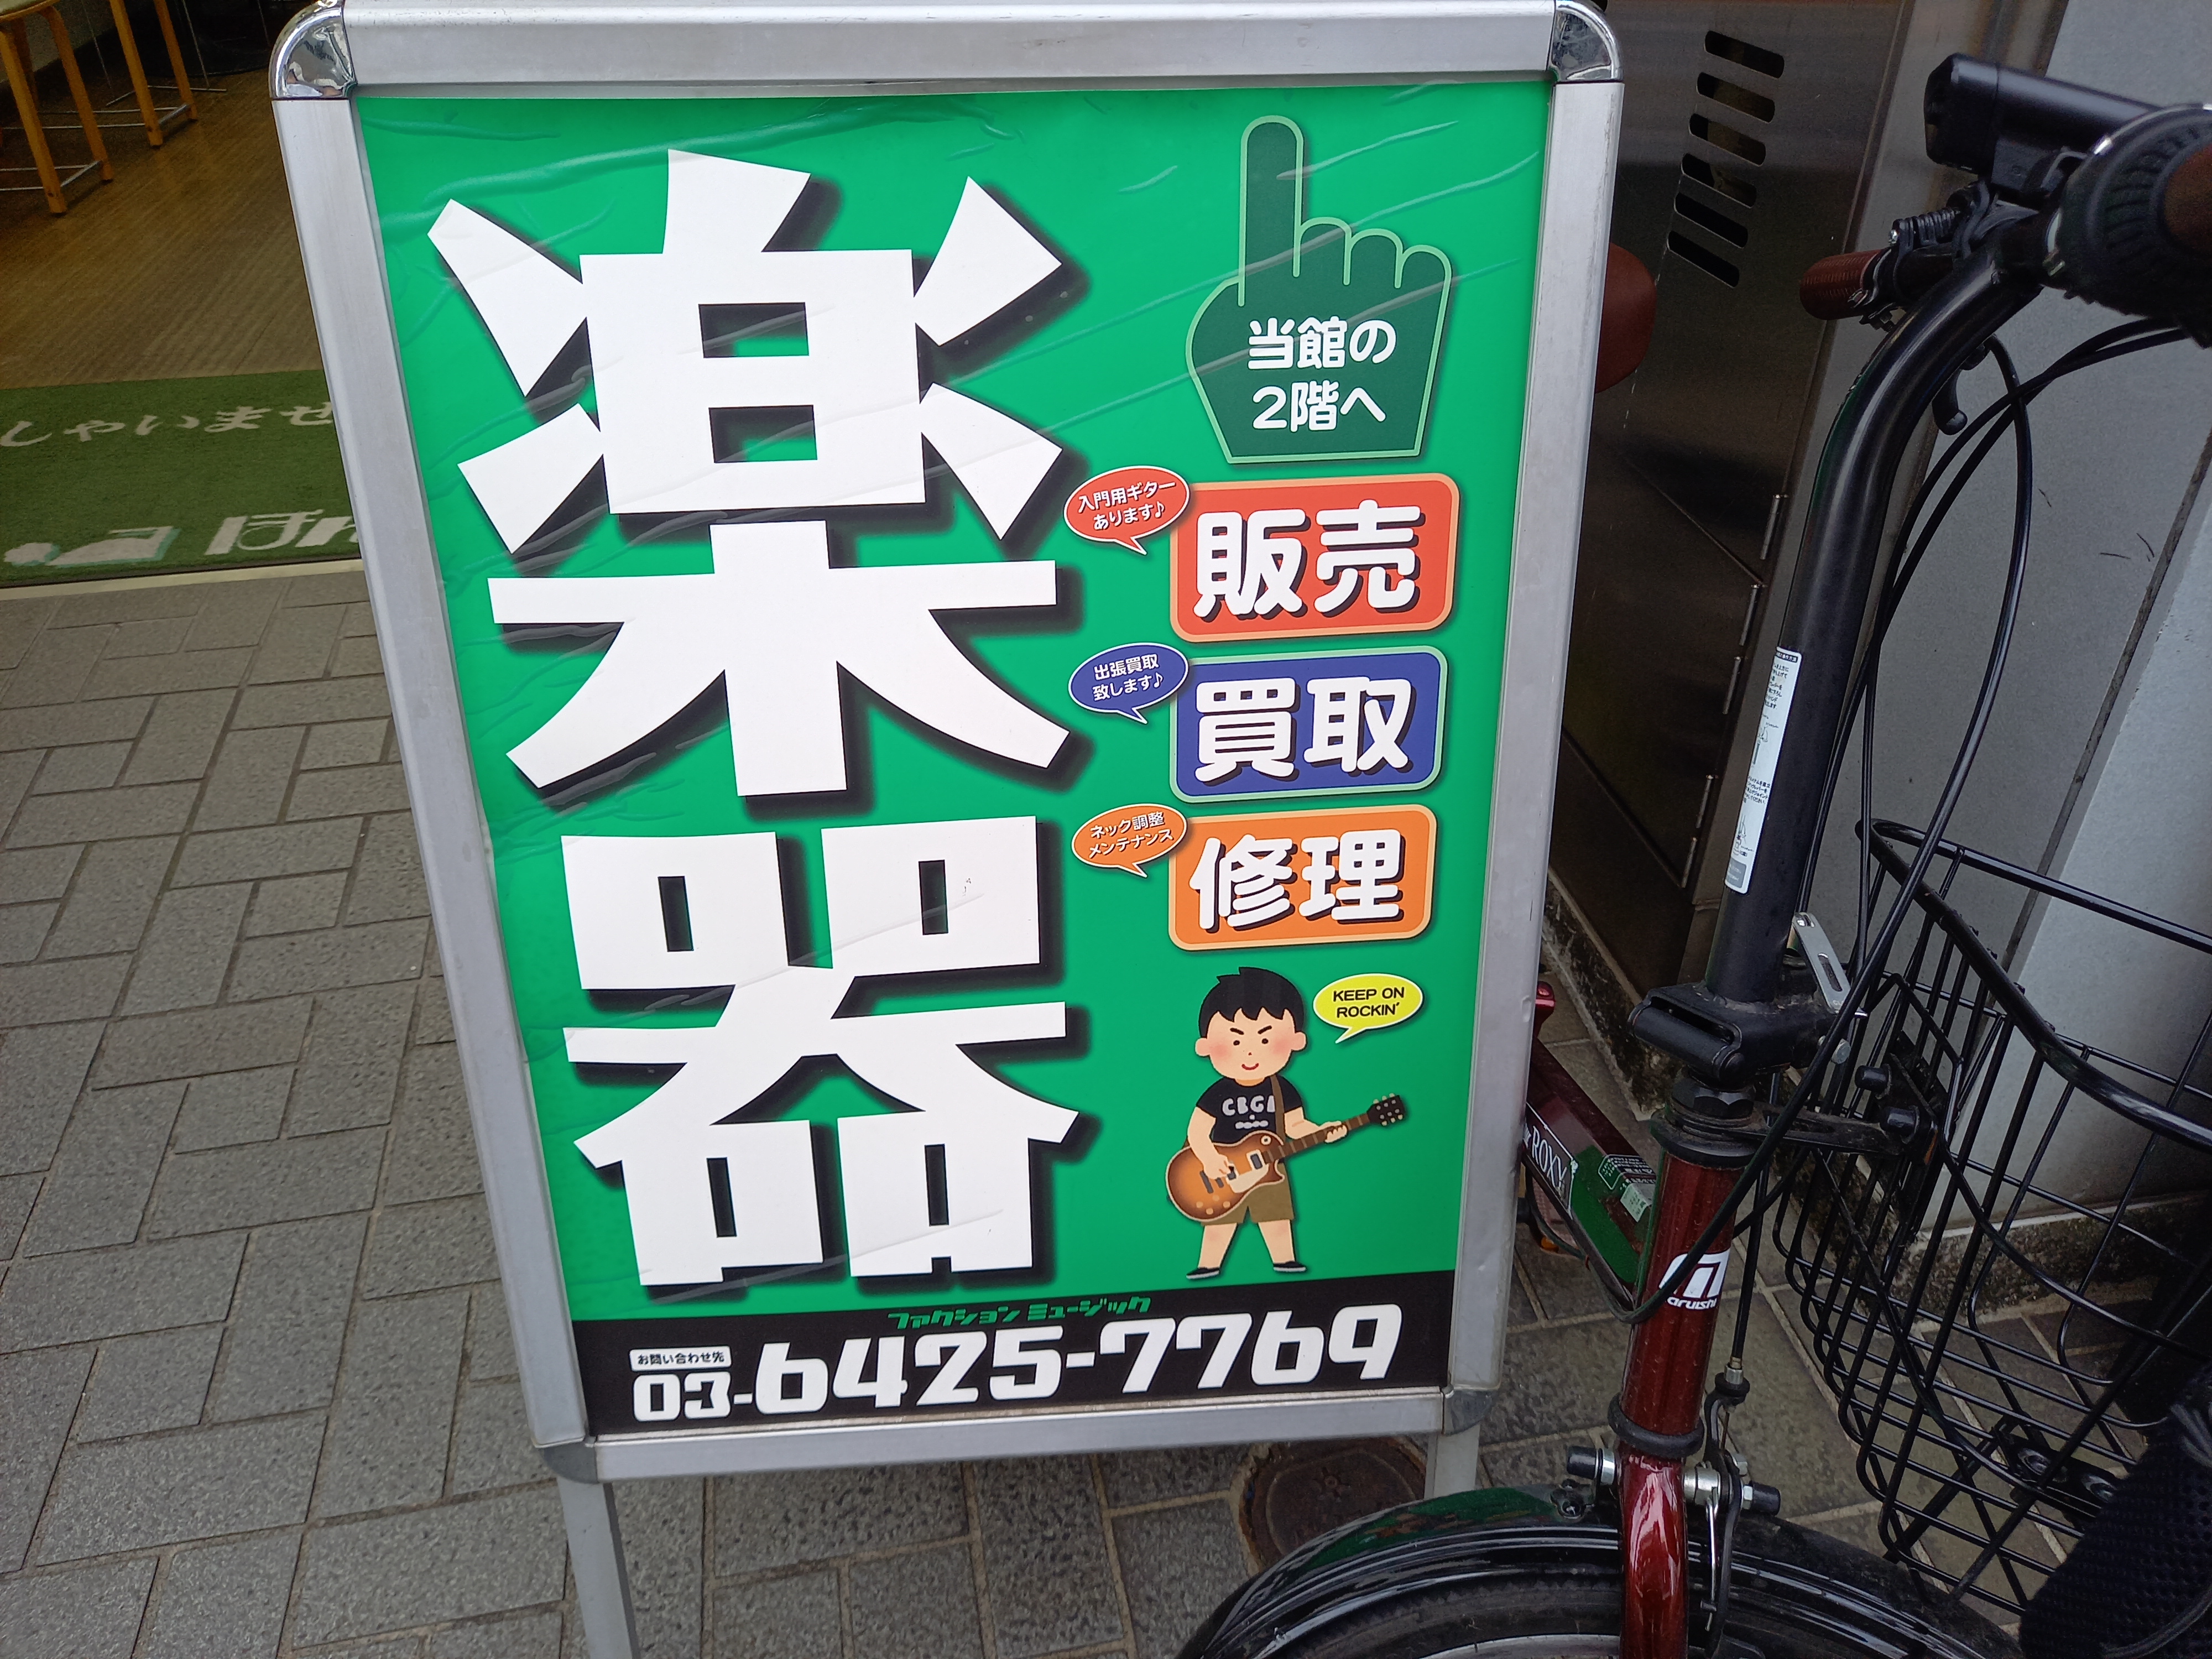 楽器
当館の
2階へ
入門用ギター
あります♪
販売
出張買取
致します♪
買取
ネック調整
メンテナンス
修理
KEEP ON
ROCKIN'
CBG
ファクション ミュージック
お問い合わせ先
03-6425-7769
しゃいませ
ROXY
aruishi